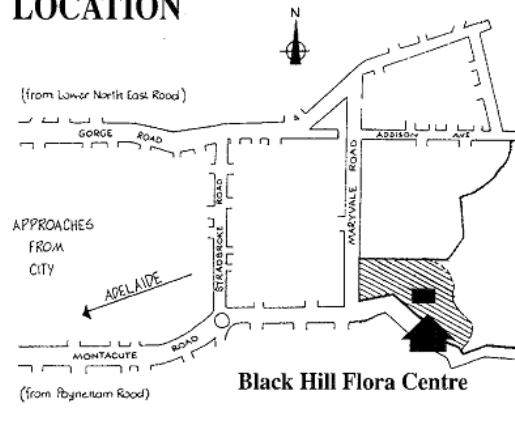 LOCATION
N
(from Lower North East Road)
GORGE ROAD
ADDISON AVE
MARYVALE ROAD
STRADBROKE ROAD
APPROACHES
FROM
CITY
ADELAIDE
MONTACUTE ROAD
(from Payneham Road)
Black Hill Flora Centre